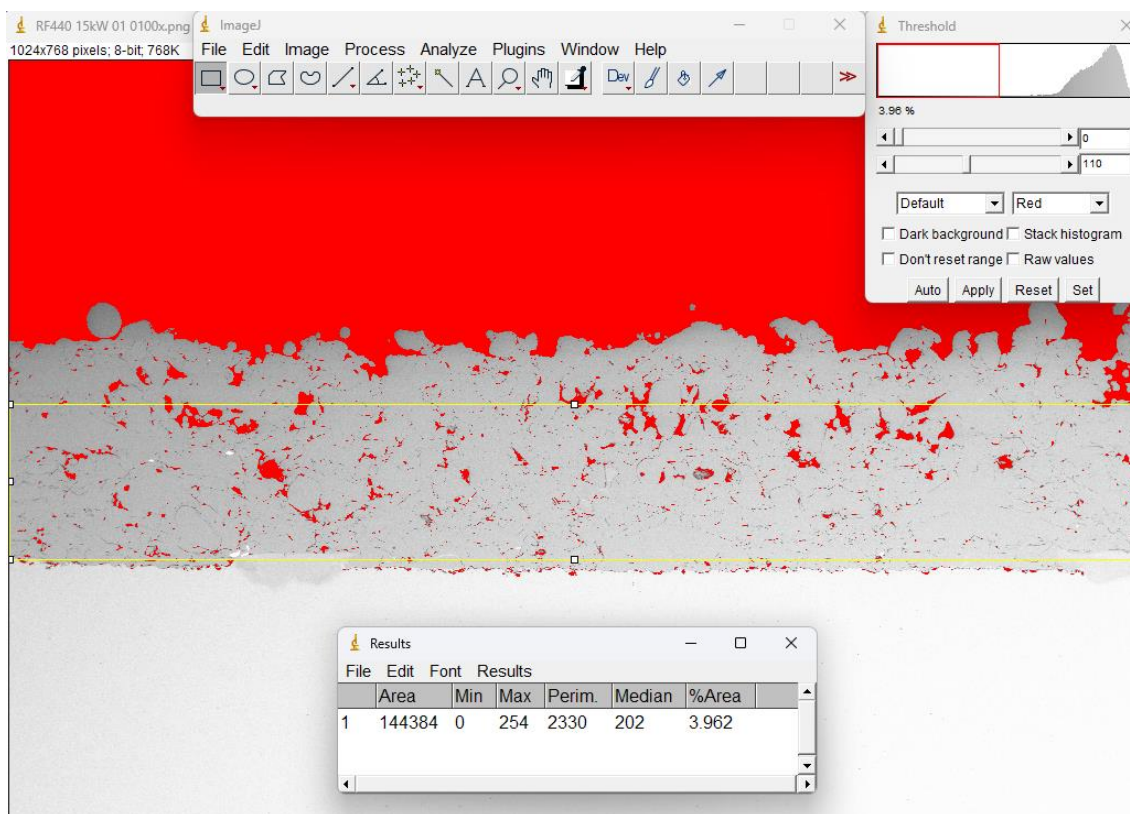 RF440 15kW 01 0100x.png
1024x768 pixels; 8-bit; 768K
ImageJ
File Edit Image Process Analyze Plugins Window Help
Dev
Threshold
3.96 %
0
110
Default Red
Dark background Stack histogram
Don't reset range Raw values
Auto Apply Reset Set
Results
File Edit Font Results
Area Min Max Perim. Median %Area
1 144384 0 254 2330 202 3.962